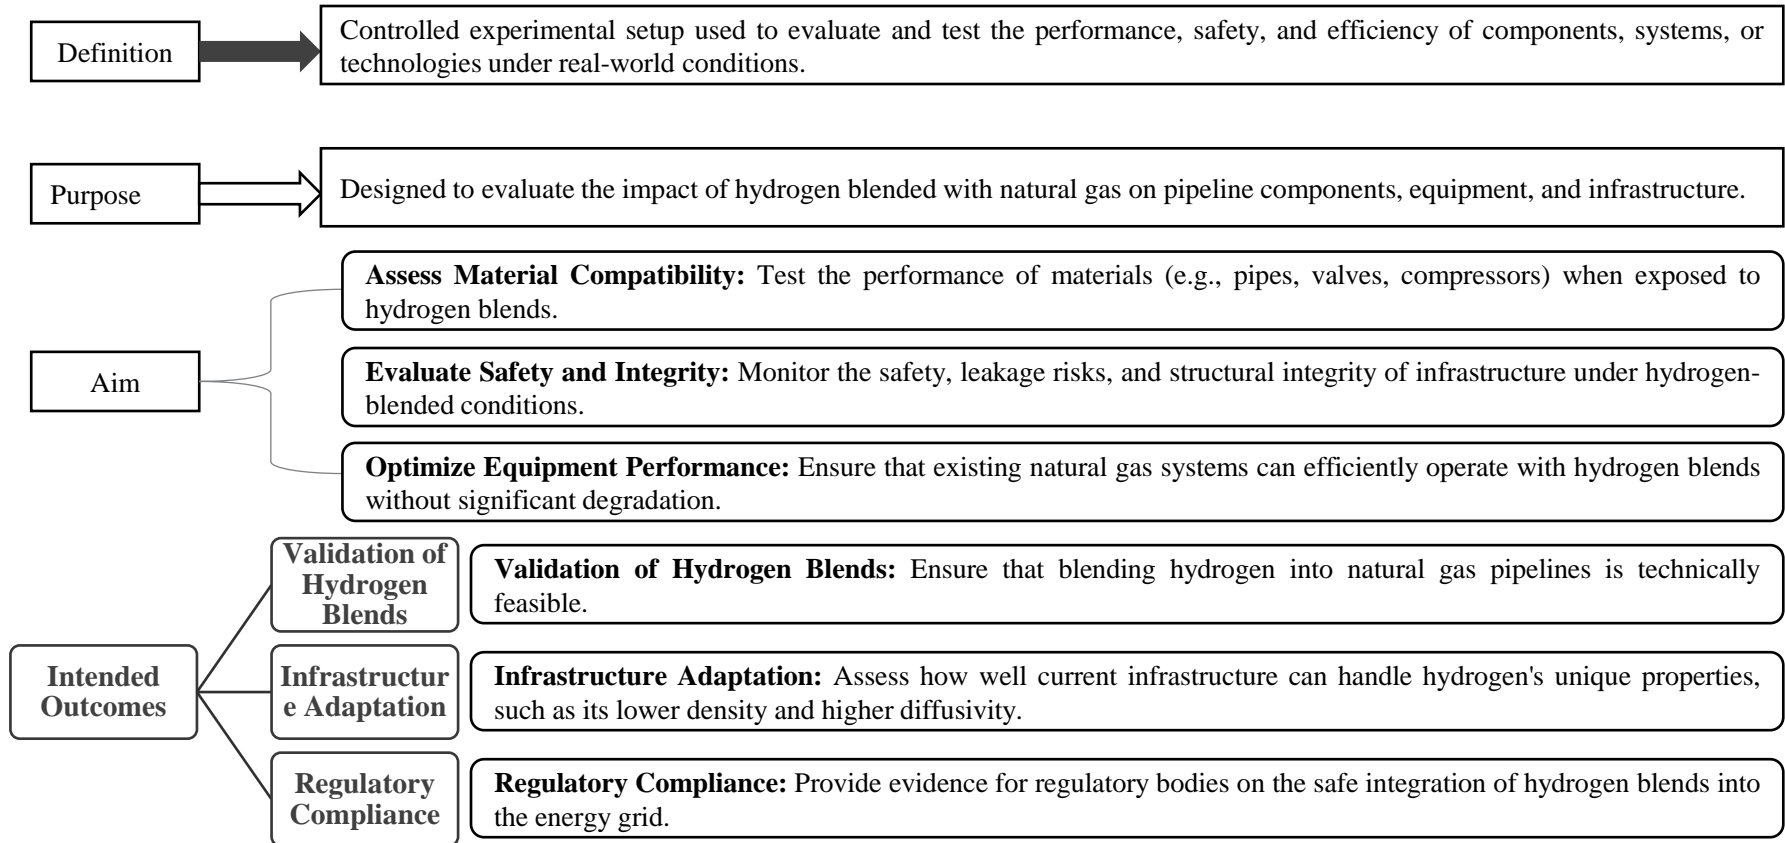 Definition
Controlled experimental setup used to evaluate and test the performance, safety, and efficiency of components, systems, or
technologies under real-world conditions.
Purpose
Designed to evaluate the impact of hydrogen blended with natural gas on pipeline components, equipment, and infrastructure.
Aim
Assess Material Compatibility: Test the performance of materials (e.g., pipes, valves, compressors) when exposed to
hydrogen blends.
Evaluate Safety and Integrity: Monitor the safety, leakage risks, and structural integrity of infrastructure under hydrogen-
blended conditions.
Optimize Equipment Performance: Ensure that existing natural gas systems can efficiently operate with hydrogen blends
without significant degradation.
Intended
Outcomes
Validation of
Hydrogen
Blends
Validation of Hydrogen Blends: Ensure that blending hydrogen into natural gas pipelines is technically
feasible.
Infrastructur
e Adaptation
Infrastructure Adaptation: Assess how well current infrastructure can handle hydrogen's unique properties,
such as its lower density and higher diffusivity.
Regulatory
Compliance
Regulatory Compliance: Provide evidence for regulatory bodies on the safe integration of hydrogen blends into
the energy grid.